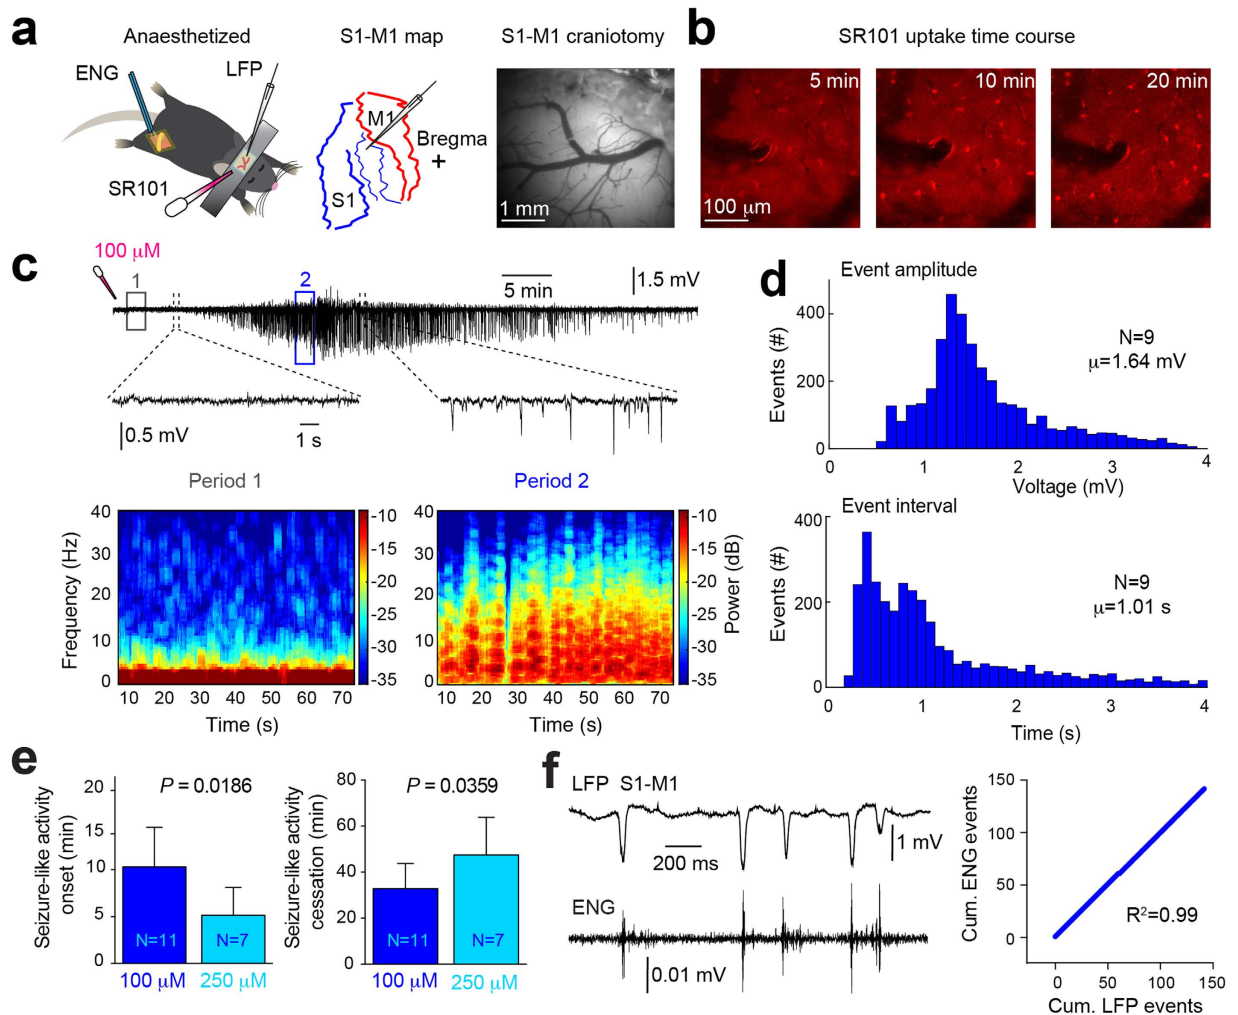 a
Anaesthetized
S1-M1 map
S1-M1 craniotomy
ENG
LFP
SR101
M1
Bregma
+
S1
1 mm
b
SR101 uptake time course
5 min
10 min
20 min
100 μm
c
100 μM
1
2
5 min
1.5 mV
0.5 mV
1 s
Period 1
Period 2
Frequency (Hz)
40
30
20
10
0
10 20 30 40 50 60 70
Time (s)
-10
-15
-20
-25
-30
-35
40
30
20
10
0
10 20 30 40 50 60 70
Time (s)
-10
-15
-20
-25
-30
-35
Power (dB)
d
Event amplitude
Events (#)
400
200
0
N=9
μ=1.64 mV
0 1 2 3 4
Voltage (mV)
Event interval
Events (#)
400
200
0
N=9
μ=1.01 s
0 1 2 3 4
Time (s)
e
Seizure-like activity
onset (min)
20
15
10
5
0
P = 0.0186
N=11
N=7
100 μM
250 μM
Seizure-like activity
cessation (min)
80
60
40
20
0
P = 0.0359
N=11
N=7
100 μM
250 μM
f
LFP S1-M1
200 ms
1 mV
ENG
0.01 mV
Cum. ENG events
150
100
50
0
R²=0.99
0 50 100 150
Cum. LFP events